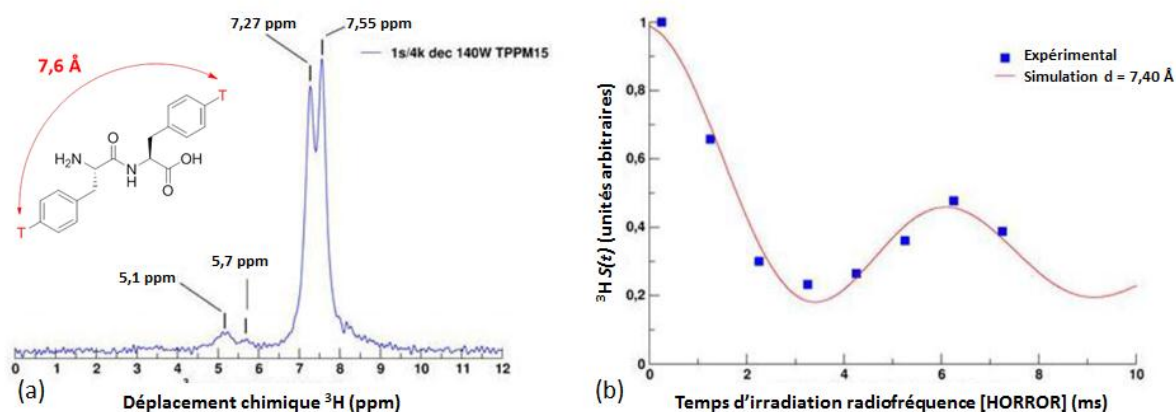 7,27 ppm
7,55 ppm
1s/4k dec 140W TPPM15
7,6 Å
T
O
OH
H₂N
N
H
O
T
5,1 ppm
5,7 ppm
0 1 2 3 4 5 6 7 8 9 10 11 12
(a)
Déplacement chimique ³H (ppm)
1
0,8
0,6
0,4
0,2
0
³H S(t) (unités arbitraires)
Expérimental
Simulation d = 7,40 Å
0 2 4 6 8 10
(b)
Temps d’irradiation radiofréquence [HORROR] (ms)